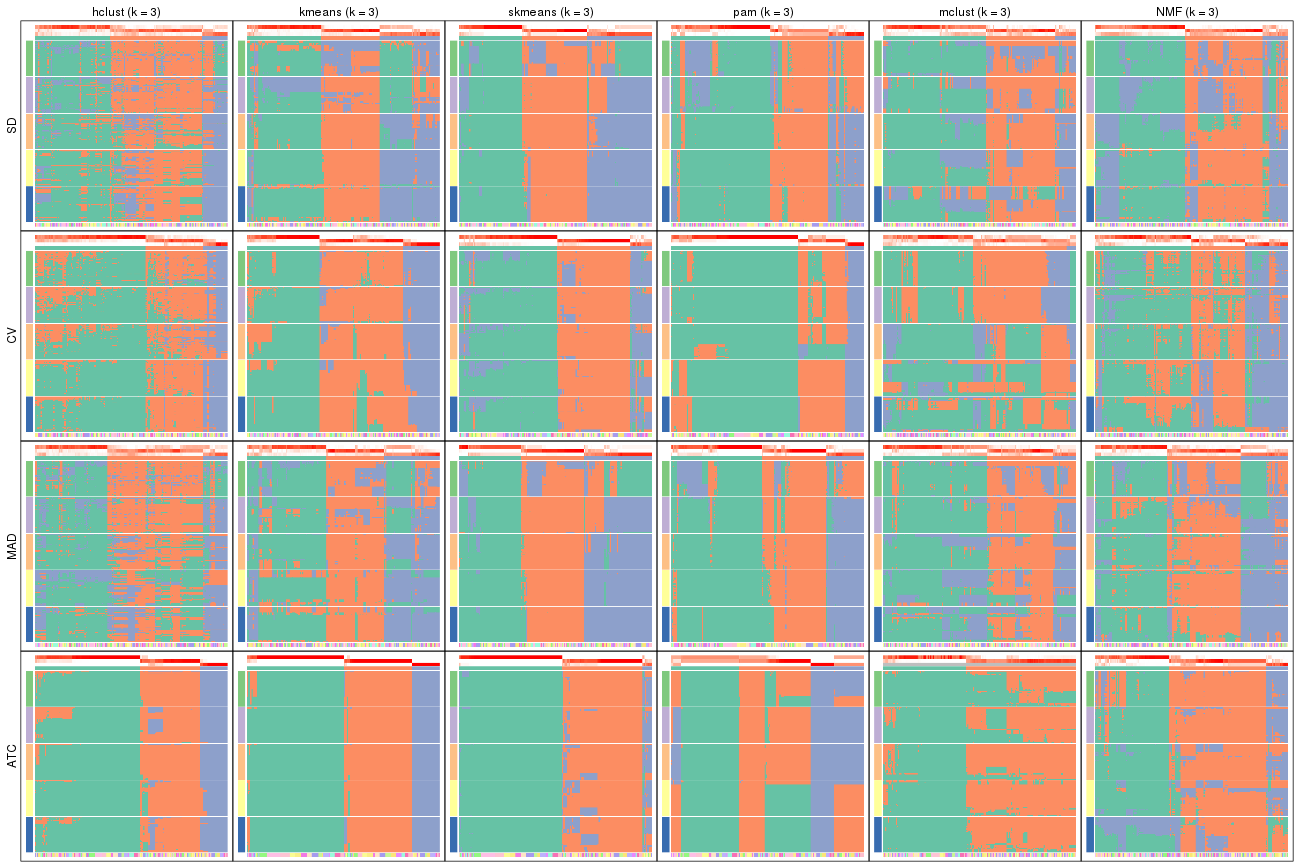 hclust (k = 3) kmeans (k = 3) skmeans (k = 3) pam (k = 3) mclust (k = 3) NMF (k = 3)
SD
CV
MAD
ATC